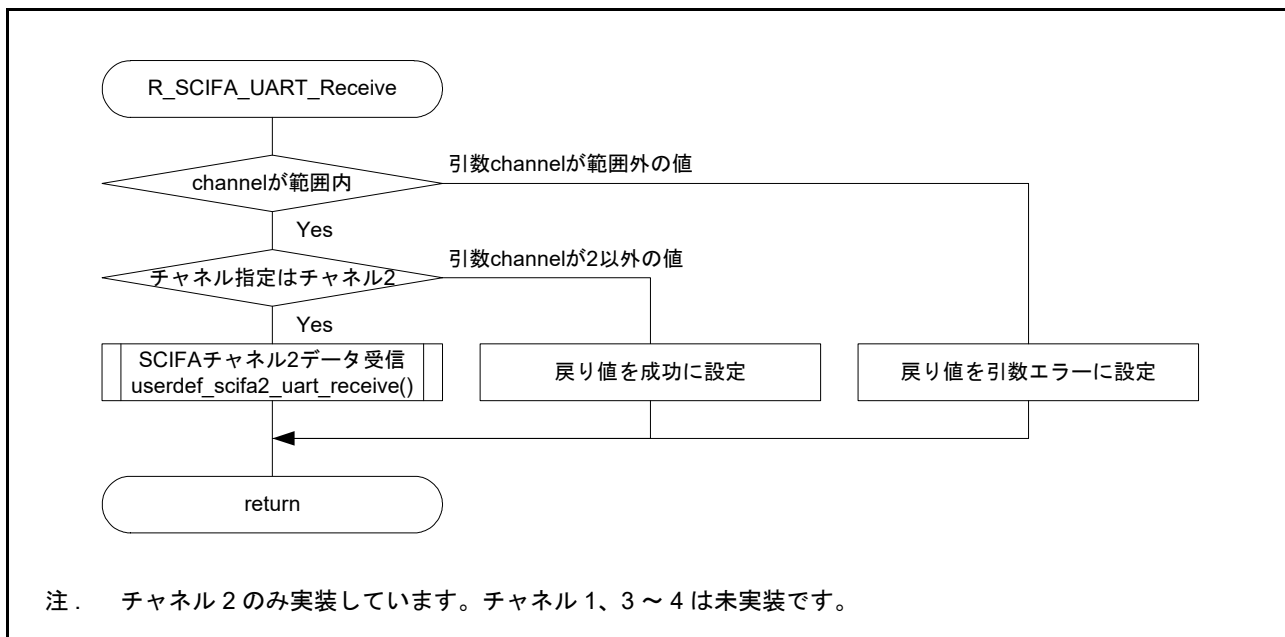 R_SCIFA_UART_Receive
引数channelが範囲外の値
channelが範囲内
Yes
引数channelが2以外の値
チャネル指定はチャネル2
Yes
SCIFAチャネル2データ受信
userdef_scifa2_uart_receive()
戻り値を成功に設定
戻り値を引数エラーに設定
return
注 . チャネル 2 のみ実装しています。チャネル 1、3 ~ 4 は未実装です。